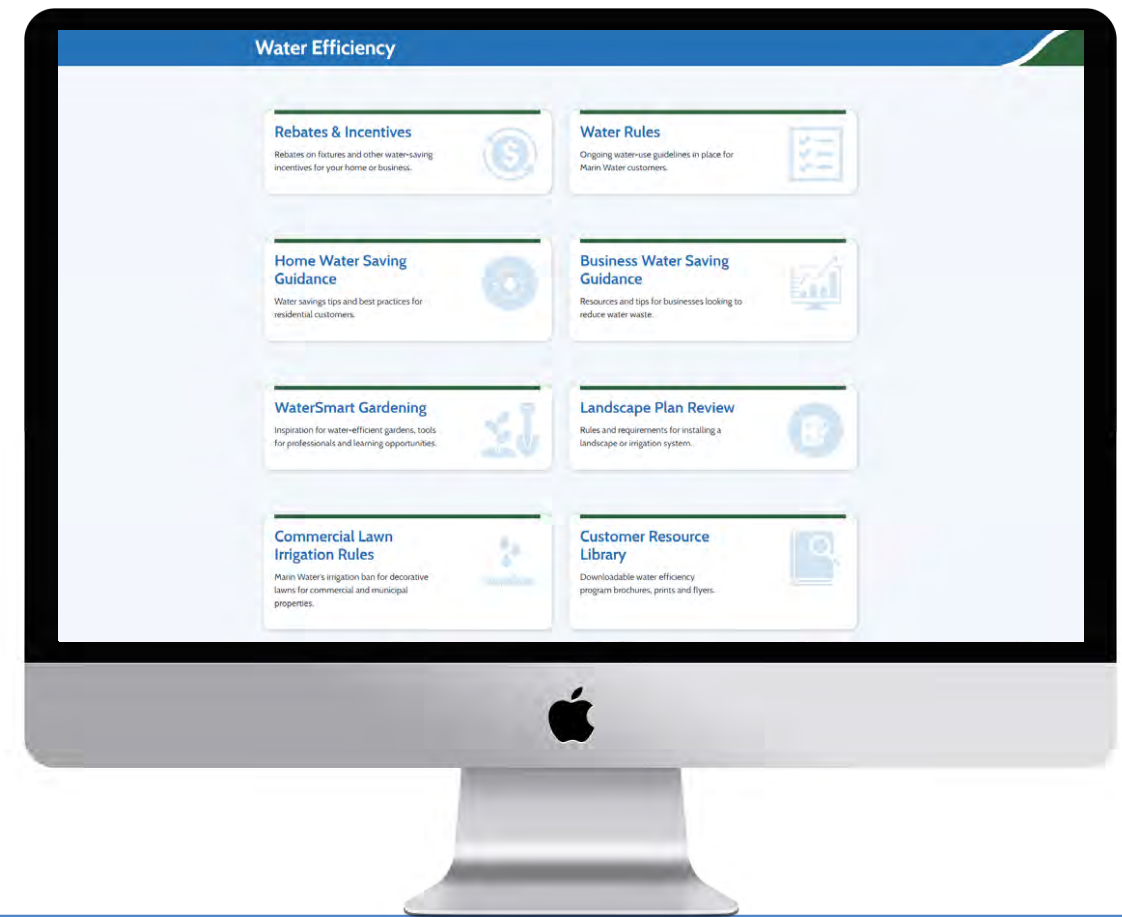 Water Efficiency
Rebates & Incentives
Rebates on fixtures and other water-saving
incentives for your home or business.
Water Rules
Ongoing water-use guidelines in place for
Marin Water customers.
Home Water Saving
Guidance
Water savings tips and best practices for
residential customers.
Business Water Saving
Guidance
Resources and tips for businesses looking to
reduce water waste.
WaterSmart Gardening
Inspiration for water-efficient gardens, tools
for professionals and learning opportunities.
Landscape Plan Review
Rules and requirements for installing a
landscape or irrigation system.
Commercial Lawn
Irrigation Rules
Marin Water's irrigation ban for decorative
lawns for commercial and municipal
properties.
Customer Resource
Library
Downloadable water efficiency
program brochures, prints and flyers.